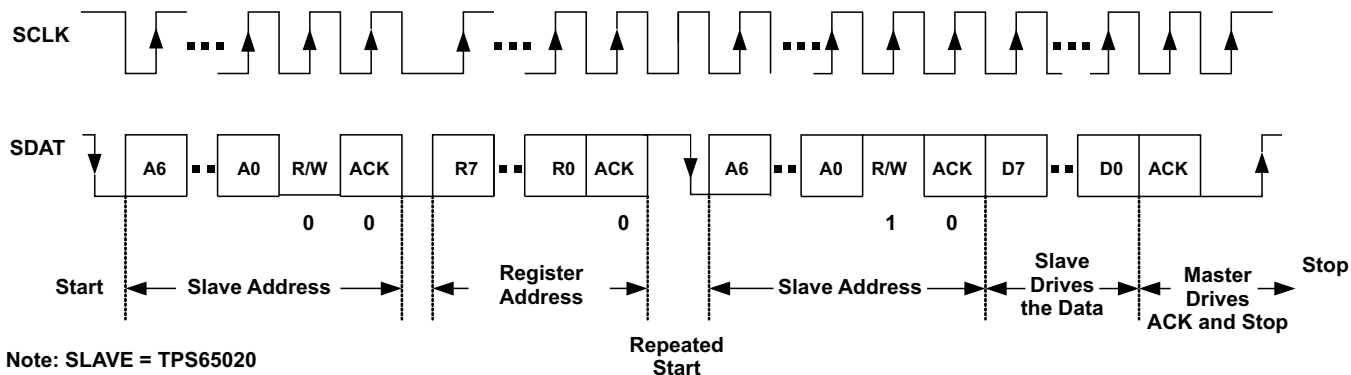 SCLK
SDAT
A6 A0 R/W ACK R7 R0 ACK A6 A0 R/W ACK D7 D0 ACK
0 0 0 1 0
Start
Slave Address
Register
Address
Repeated
Start
Slave Address
Slave
Drives
the Data
Master
Drives
ACK and Stop
Stop
Note: SLAVE = TPS65020